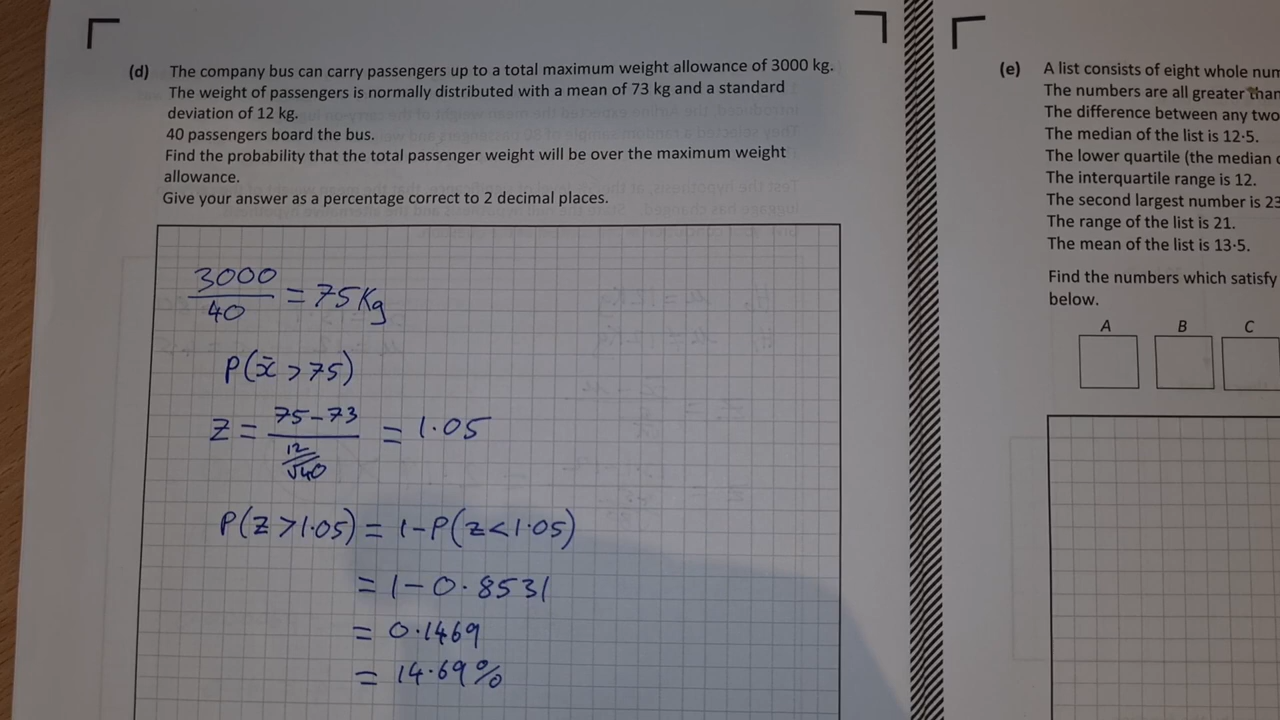 (d) The company bus can carry passengers up to a total maximum weight allowance of 3000 kg.
The weight of passengers is normally distributed with a mean of 73 kg and a standard
deviation of 12 kg.
40 passengers board the bus.
Find the probability that the total passenger weight will be over the maximum weight
allowance.
Give your answer as a percentage correct to 2 decimal places.
3000/40 = 75 Kg
P(x̄ > 75)
Z = (75-73)/(12/√40) = 1.05
P(Z > 1.05) = 1-P(Z < 1.05)
= 1-0.8531
= 0.1469
= 14.69%
(e) A list consists of eight whole num
The numbers are all greater than
The difference between any two
The median of the list is 12·5.
The lower quartile (the median
The interquartile range is 12.
The second largest number is 23
The range of the list is 21.
The mean of the list is 13·5.
Find the numbers which satisfy
below.
A B C